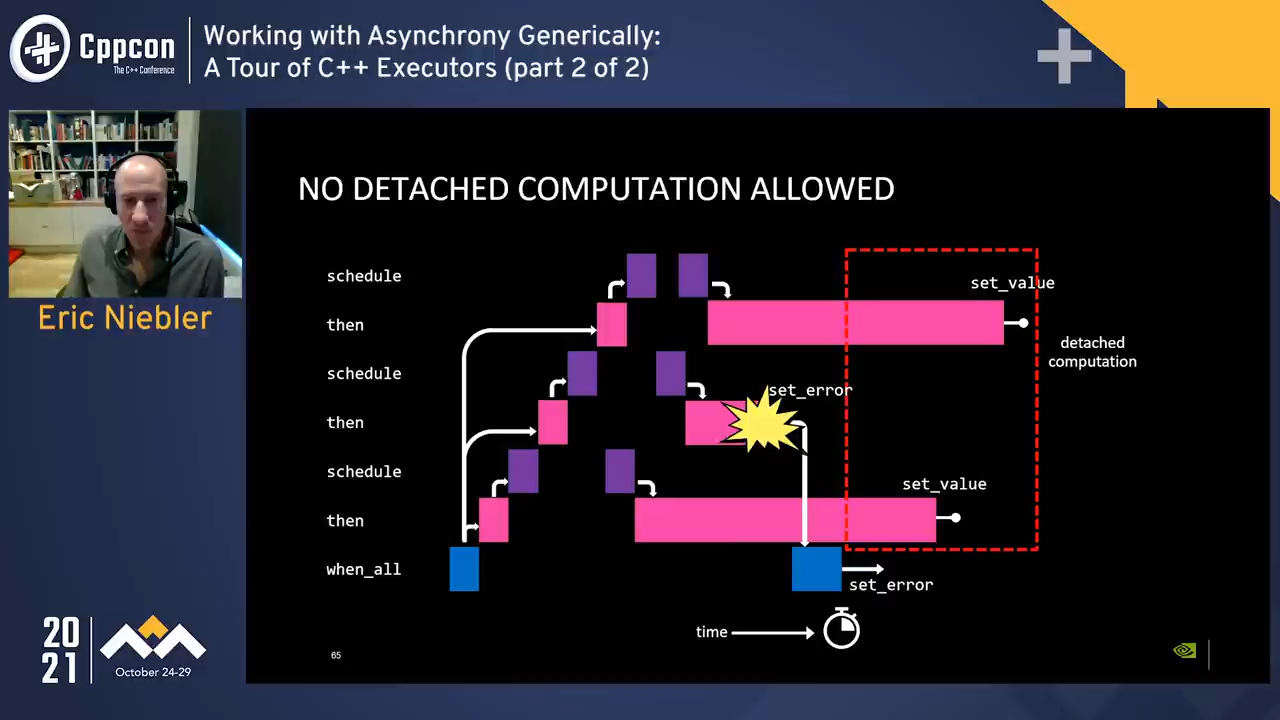 Cppcon
The C++ Conference
Working with Asynchrony Generically:
A Tour of C++ Executors (part 2 of 2)
Eric Niebler
NO DETACHED COMPUTATION ALLOWED
schedule
set_value
then
detached
computation
schedule
set_error
then
schedule
set_value
then
when_all
set_error
time
65
20
21
October 24-29